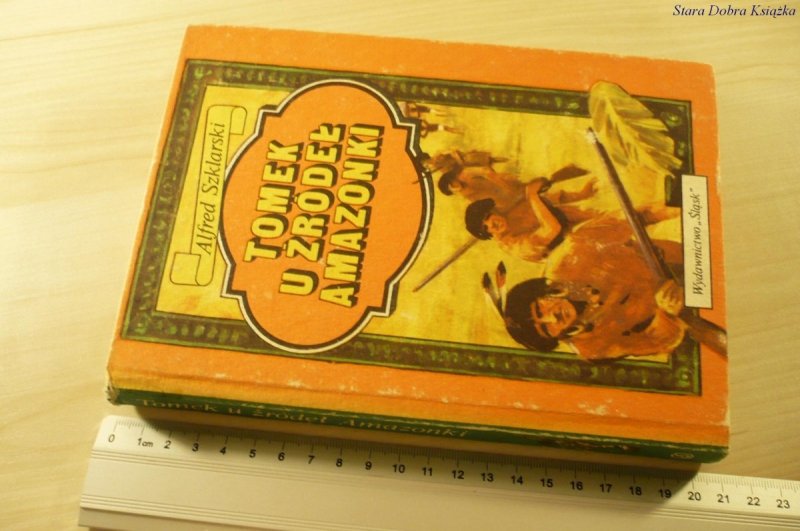 Stara Dobra Książka
Alfred Szklarski
TOMEK
U ŹRÓDEŁ
AMAZONKI
Wydawnictwo „Śląsk"
Tomek u źródeł Amazonki
0 1cm 2 3 4 5 6 7 8 9 10 11 12 13 14 15 16 17 18 19 20 21 22 23